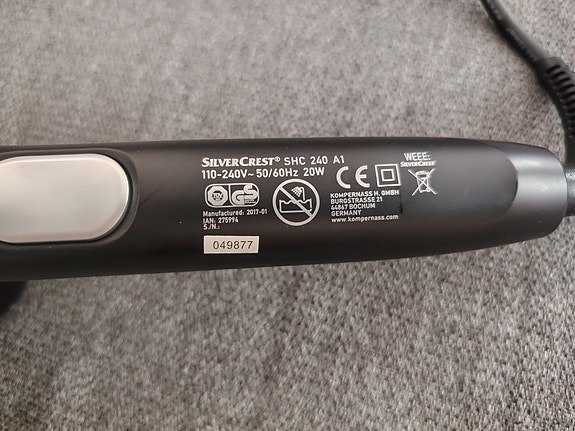 SILVERCREST® SHC 240 A1
110-240V~ 50/60Hz 20W
Manufactured: 2017-01
IAN: 275994
S./N.:
049877
CE
KOMPERNASS H. GMBH
BURGSTRASSE 21
44867 BOCHUM
GERMANY
www.kompernass.com
WEEE:
SILVERCREST